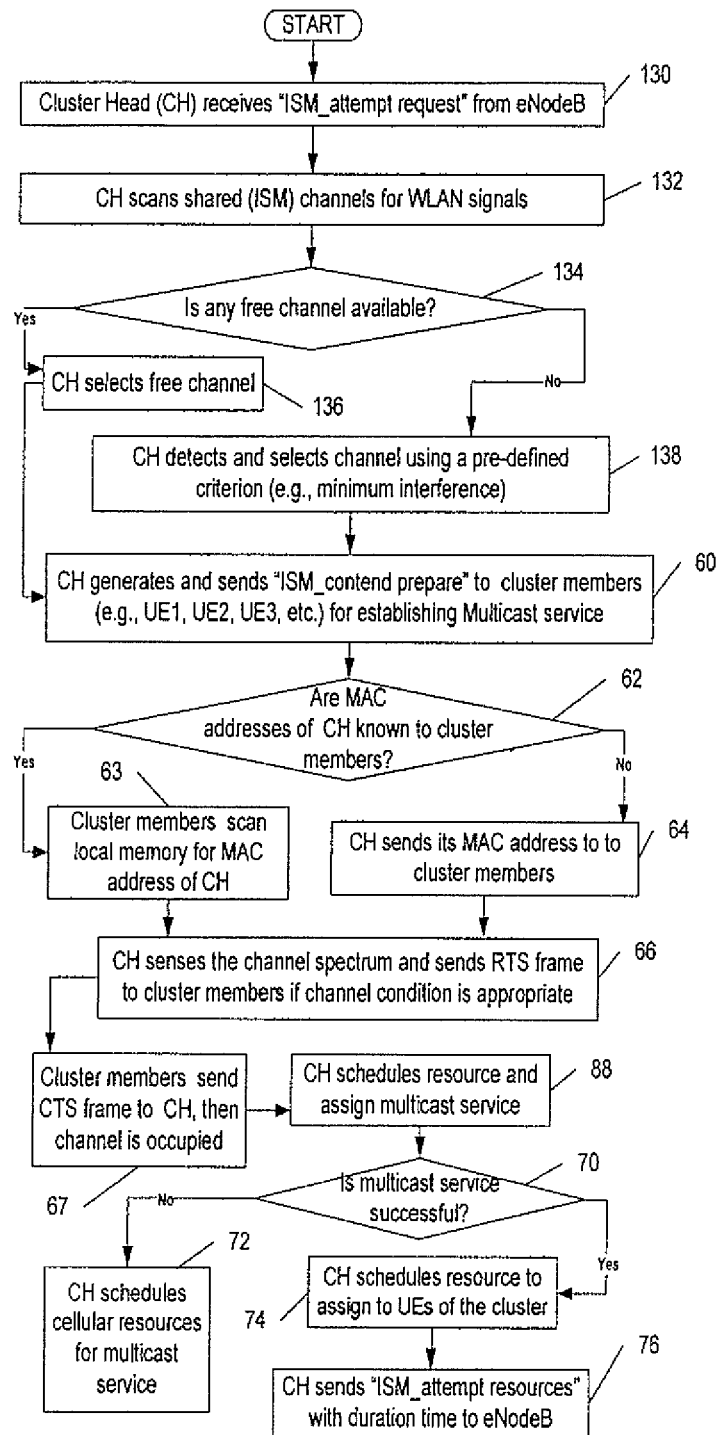 START
130
Cluster Head (CH) receives "ISM_attempt request" from eNodeB
132
CH scans shared (ISM) channels for WLAN signals
134
Is any free channel available?
Yes
No
CH selects free channel
136
CH detects and selects channel using a pre-defined
criterion (e.g., minimum interference)
138
CH generates and sends "ISM_contend prepare" to cluster members
(e.g., UE1, UE2, UE3, etc.) for establishing Multicast service
60
62
Are MAC
addresses of CH known to cluster
members?
Yes
No
63
Cluster members scan
local memory for MAC
address of CH
CH sends its MAC address to to
cluster members
64
CH senses the channel spectrum and sends RTS frame
to cluster members if channel condition is appropriate
66
Cluster members send
CTS frame to CH, then
channel is occupied
67
CH schedules resource and
assign multicast service
88
70
Is multicast service
successful?
No
Yes
72
CH schedules
cellular resources
for multicast
service
CH schedules resource to
assign to UEs of the cluster
74
76
CH sends "ISM_attempt resources"
with duration time to eNodeB